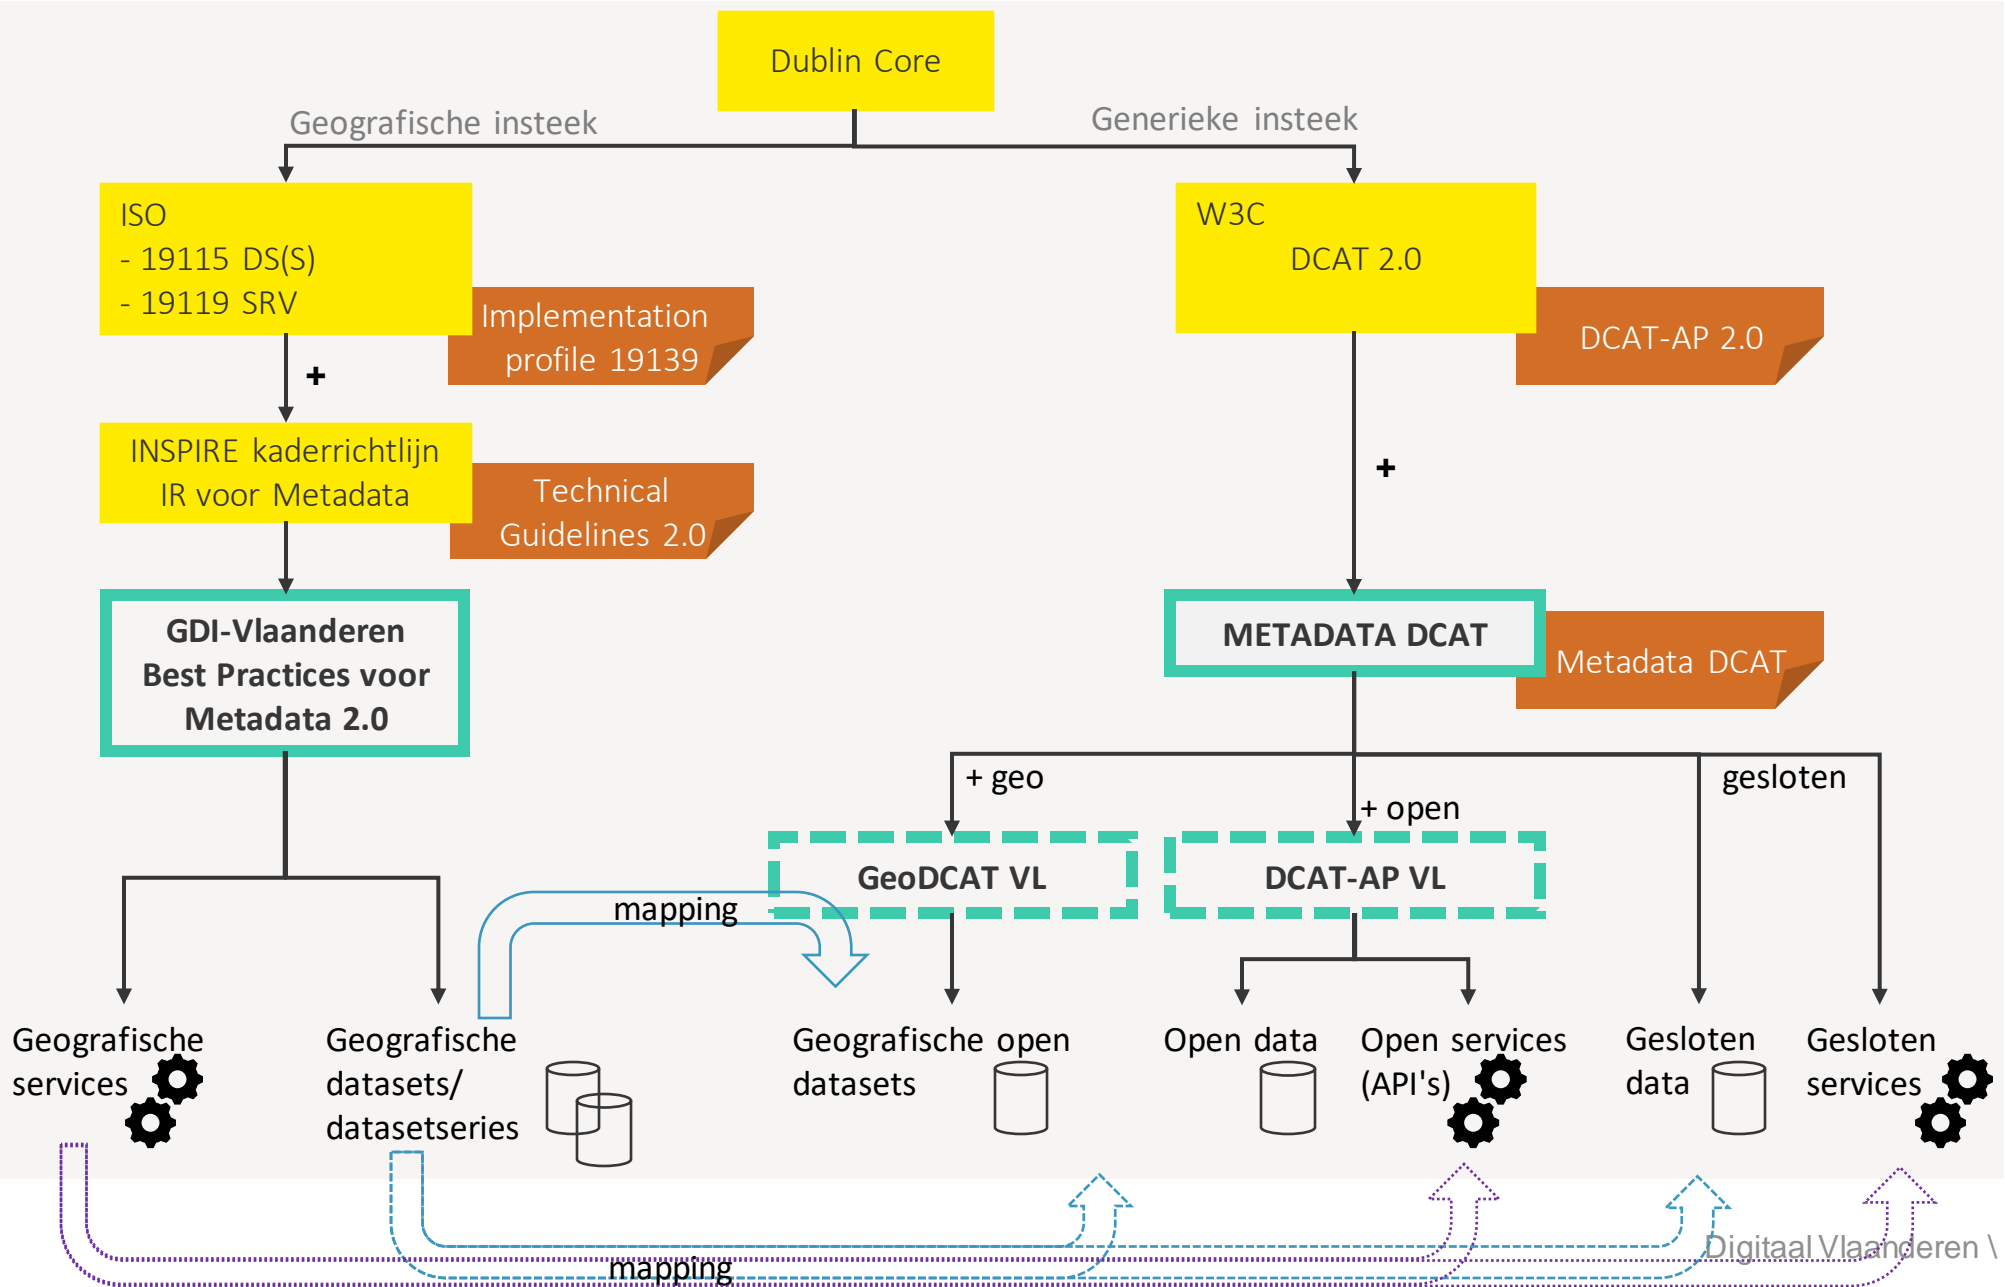 Dublin Core
Geografische insteek
Generieke insteek
ISO
- 19115 DS(S)
- 19119 SRV
Implementation
profile 19139
W3C
DCAT 2.0
DCAT-AP 2.0
+
INSPIRE kaderrichtlijn
IR voor Metadata
Technical
Guidelines 2.0
+
GDI-Vlaanderen
Best Practices voor
Metadata 2.0
METADATA DCAT
Metadata DCAT
+ geo
+ open
gesloten
GeoDCAT VL
DCAT-AP VL
mapping
Geografische
services
Geografische
datasets/
datasetseries
Geografische open
datasets
Open data
Open services
(API's)
Gesloten
data
Gesloten
services
mapping
Digitaal Vlaanderen \